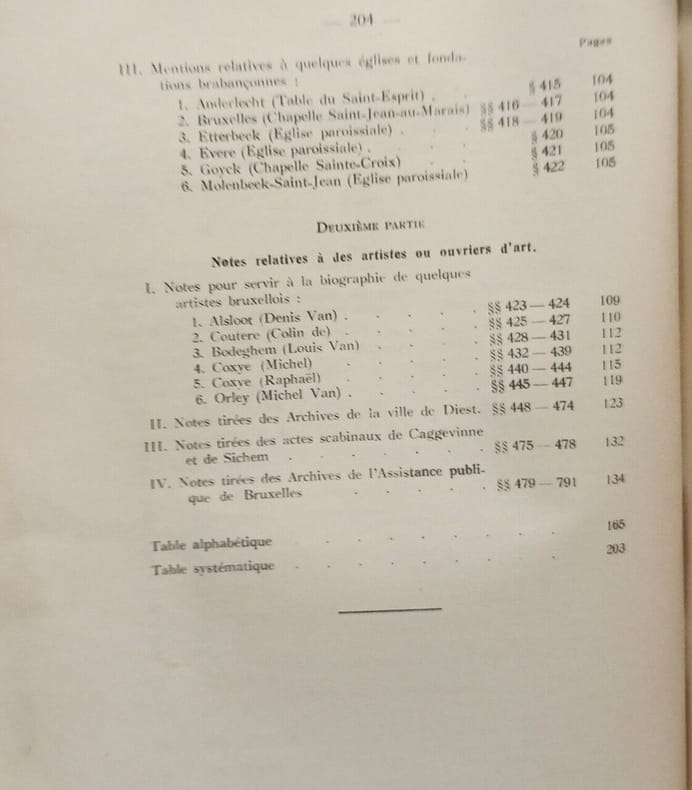 — 204 —
Pages
III. Mentions relatives à quelques églises et fonda-
tions brabançonnes :
1. Anderlecht (Table du Saint-Esprit) . § 415 104
2. Bruxelles (Chapelle Saint-Jean-au-Marais) §§ 416 — 417 104
3. Etterbeek (Eglise paroissiale) . . . §§ 418 — 419 104
4. Evere (Eglise paroissiale) . . . § 420 105
5. Goyck (Chapelle Sainte-Croix) . . § 421 105
6. Molenbeek-Saint-Jean (Eglise paroissiale) § 422 105
DEUXIÈME PARTIE
Notes relatives à des artistes ou ouvriers d'art.
I. Notes pour servir à la biographie de quelques
artistes bruxellois :
1. Alsloot (Denis Van) . . . . . §§ 423 — 424 109
2. Coutere (Colin de) . . . . . §§ 425 — 427 110
3. Bodeghem (Louis Van) . . . . §§ 428 — 431 112
4. Coxye (Michel) . . . . . §§ 432 — 439 112
5. Coxye (Raphaël) . . . . . §§ 440 — 444 115
6. Orley (Michel Van) . . . . . §§ 445 — 447 119
II. Notes tirées des Archives de la ville de Diest. §§ 448 — 474 123
III. Notes tirées des actes scabinaux de Caggevinne
et de Sichem . . . . . . . §§ 475 — 478 132
IV. Notes tirées des Archives de l'Assistance publi-
que de Bruxelles . . . . . §§ 479 — 791 134
Table alphabétique . . . . . . . . . 165
Table systématique . . . . . . . . . 203